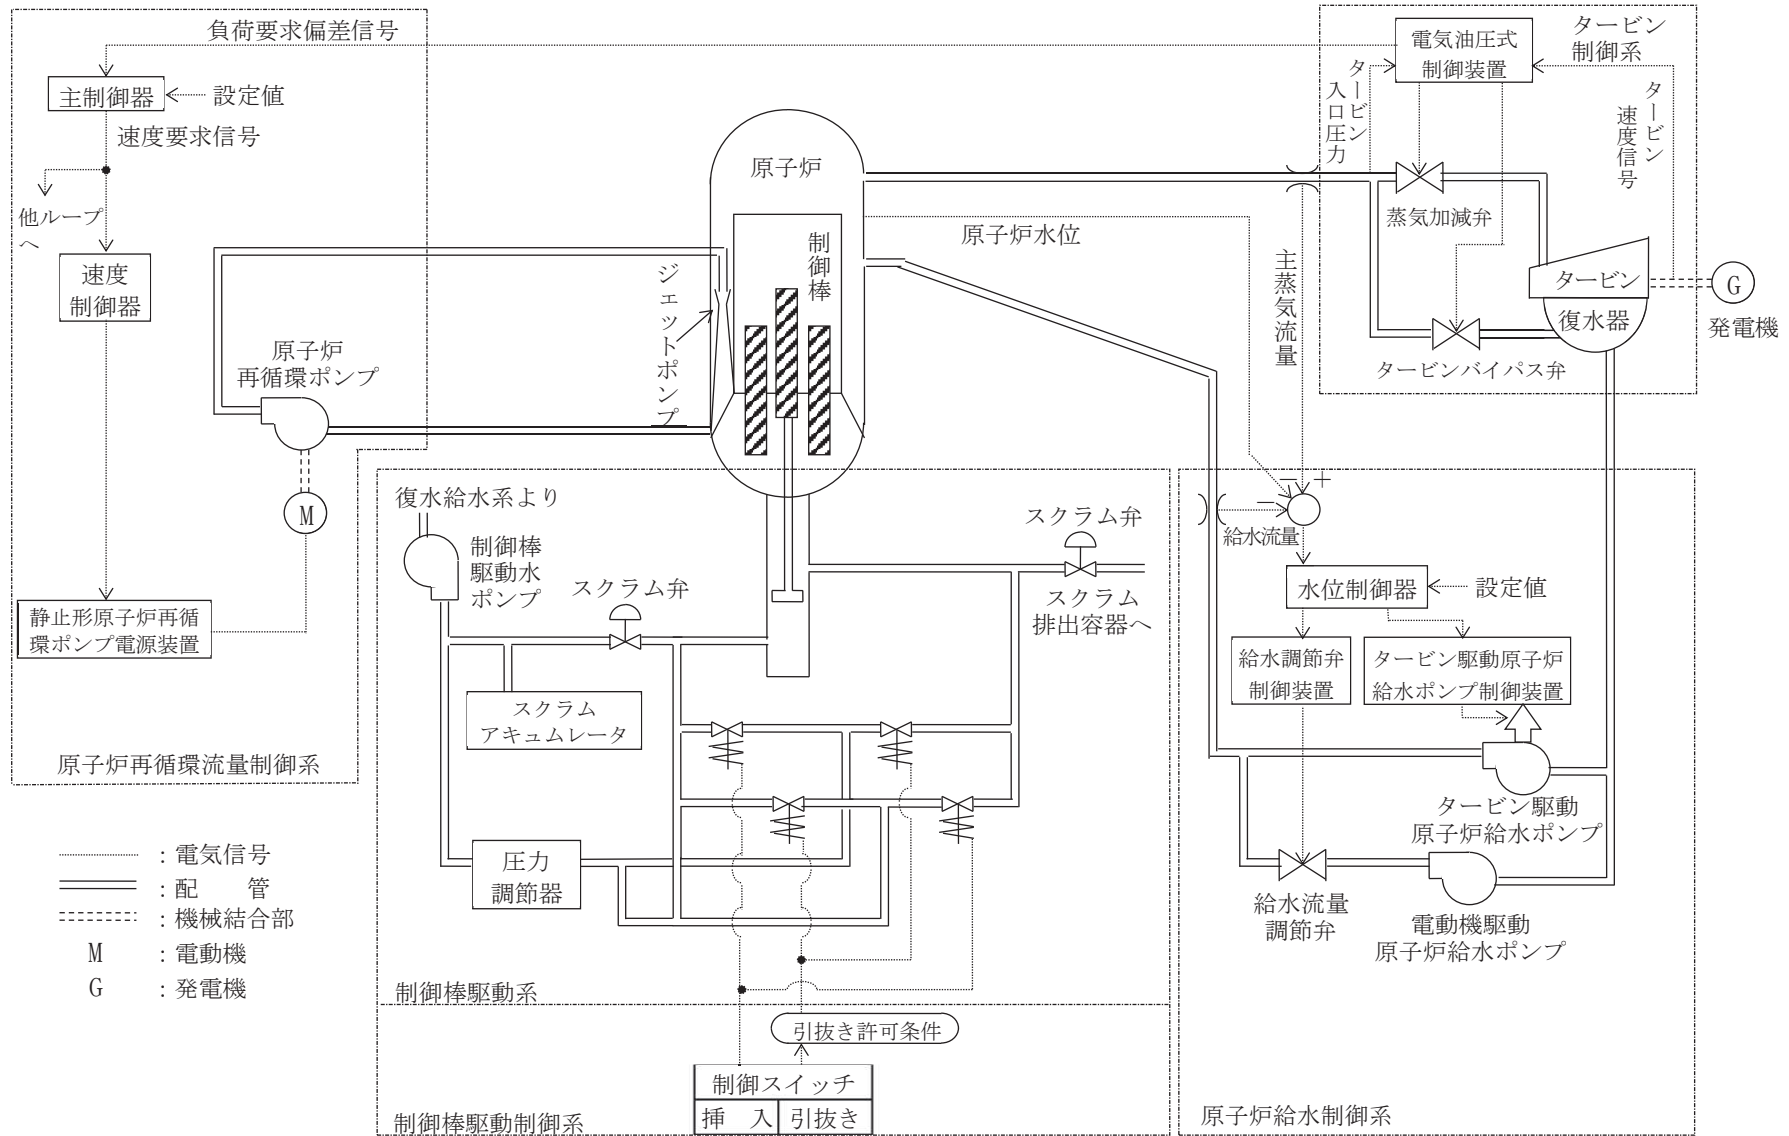 負荷要求偏差信号
主制御器
設定値
速度要求信号
他ループ
へ
速度
制御器
原子炉
再循環ポンプ
M
静止形原子炉再循
環ポンプ電源装置
原子炉再循環流量制御系
:電気信号
:配　管
:機械結合部
M :電動機
G :発電機
原子炉
制御棒
ジェットポンプ
原子炉水位
主蒸気流量
電気油圧式
制御装置
タービン
制御系
タービン
入口圧力
タービン
速度信号
蒸気加減弁
タービン
復水器
G
発電機
タービンバイパス弁
復水給水系より
制御棒
駆動水
ポンプ
スクラム弁
スクラム弁
スクラム
排出容器へ
スクラム
アキュムレータ
圧力
調節器
制御棒駆動系
引抜き許可条件
制御スイッチ
挿　入
引抜き
制御棒駆動制御系
− +
−
給水流量
水位制御器
設定値
給水調節弁
制御装置
タービン駆動原子炉
給水ポンプ制御装置
タービン駆動
原子炉給水ポンプ
給水流量
調節弁
電動機駆動
原子炉給水ポンプ
原子炉給水制御系